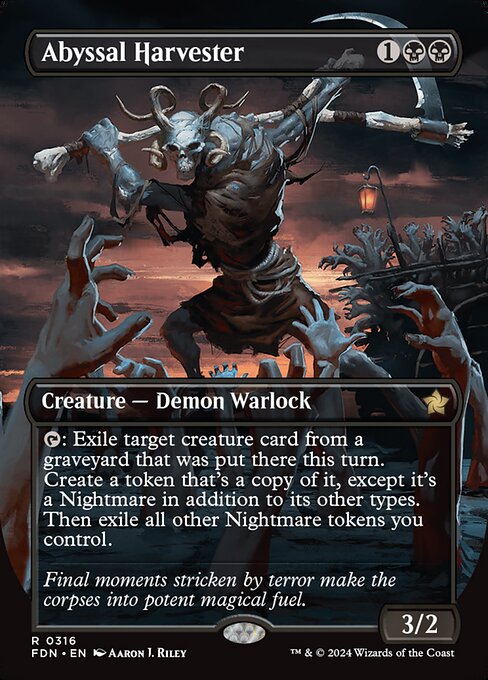 Abyssal Harvester 1
Creature — Demon Warlock
: Exile target creature card from a
graveyard that was put there this turn.
Create a token that's a copy of it, except it's
a Nightmare in addition to its other types.
Then exile all other Nightmare tokens you
control.
Final moments stricken by terror make the
corpses into potent magical fuel.
3/2
R 0316
FDN • EN Aaron J. Riley
™ & © 2024 Wizards of the Coast